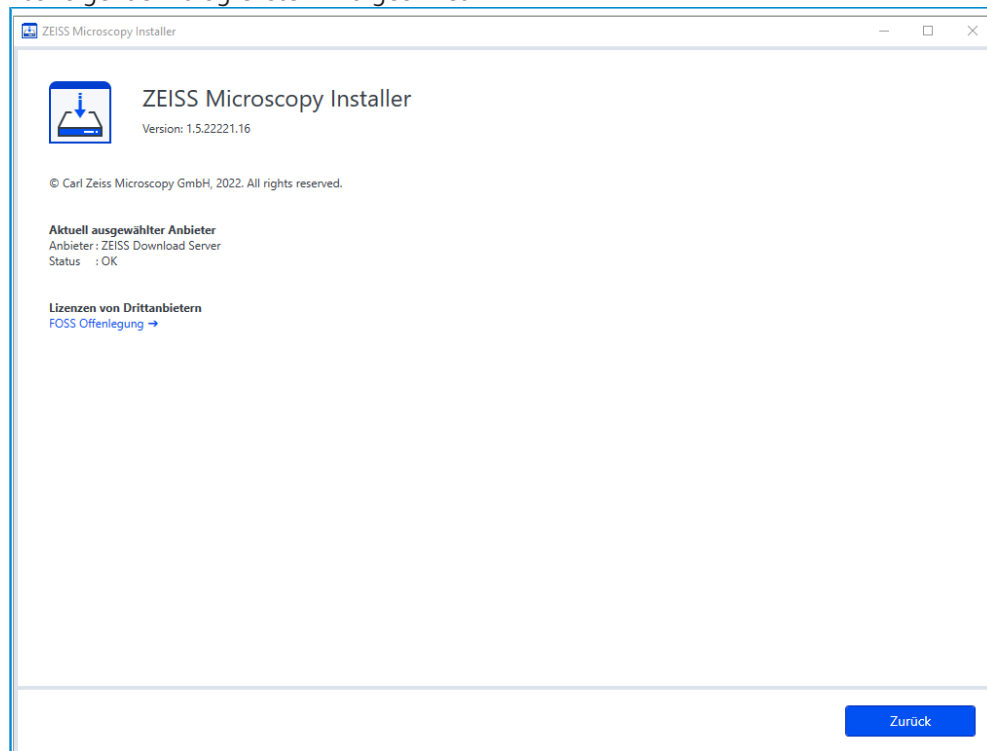 ZEISS Microscopy Installer
ZEISS Microscopy Installer
Version: 1.5.22221.16
© Carl Zeiss Microscopy GmbH, 2022. All rights reserved.
Aktuell ausgewählter Anbieter
Anbieter : ZEISS Download Server
Status : OK
Lizenzen von Drittanbietern
FOSS Offenlegung →
Zurück